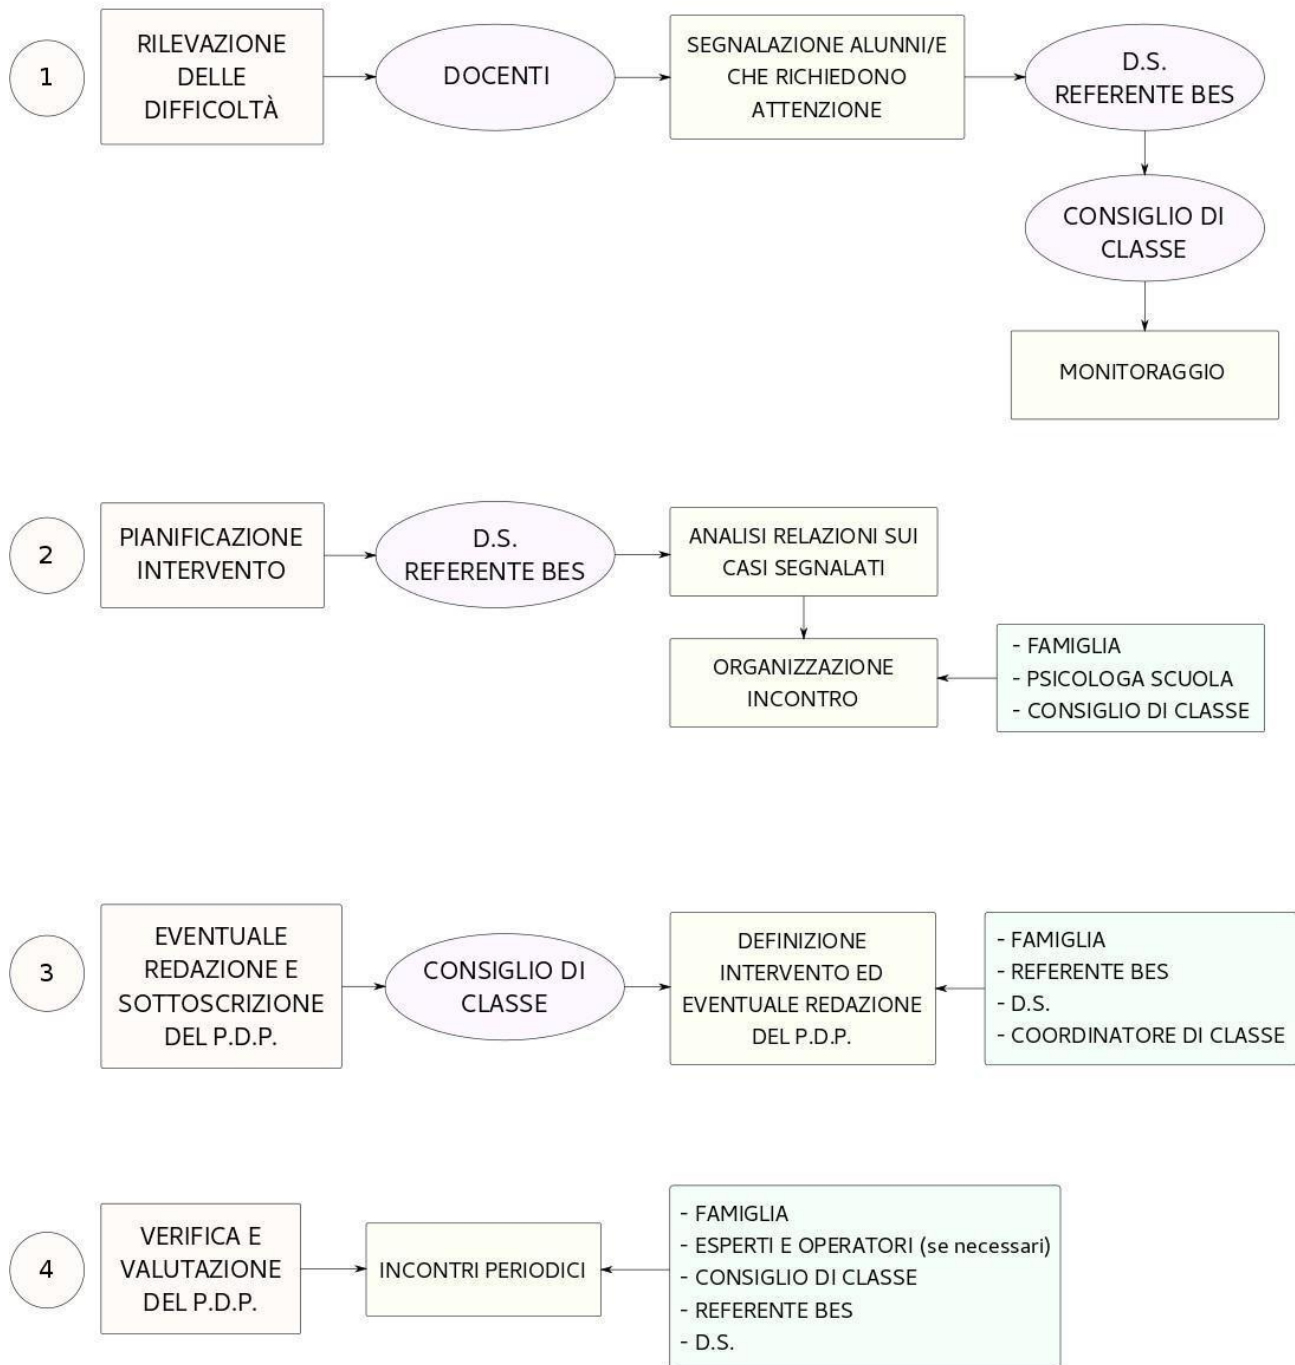 1
RILEVAZIONE
DELLE
DIFFICOLTÀ
DOCENTI
SEGNALAZIONE ALUNNI/E
CHE RICHIEDONO
ATTENZIONE
D.S.
REFERENTE BES
CONSIGLIO DI
CLASSE
MONITORAGGIO
2
PIANIFICAZIONE
INTERVENTO
D.S.
REFERENTE BES
ANALISI RELAZIONI SUI
CASI SEGNALATI
ORGANIZZAZIONE
INCONTRO
- FAMIGLIA
- PSICOLOGA SCUOLA
- CONSIGLIO DI CLASSE
3
EVENTUALE
REDAZIONE E
SOTTOSCRIZIONE
DEL P.D.P.
CONSIGLIO DI
CLASSE
DEFINIZIONE
INTERVENTO ED
EVENTUALE REDAZIONE
DEL P.D.P.
- FAMIGLIA
- REFERENTE BES
- D.S.
- COORDINATORE DI CLASSE
4
VERIFICA E
VALUTAZIONE
DEL P.D.P.
INCONTRI PERIODICI
- FAMIGLIA
- ESPERTI E OPERATORI (se necessari)
- CONSIGLIO DI CLASSE
- REFERENTE BES
- D.S.